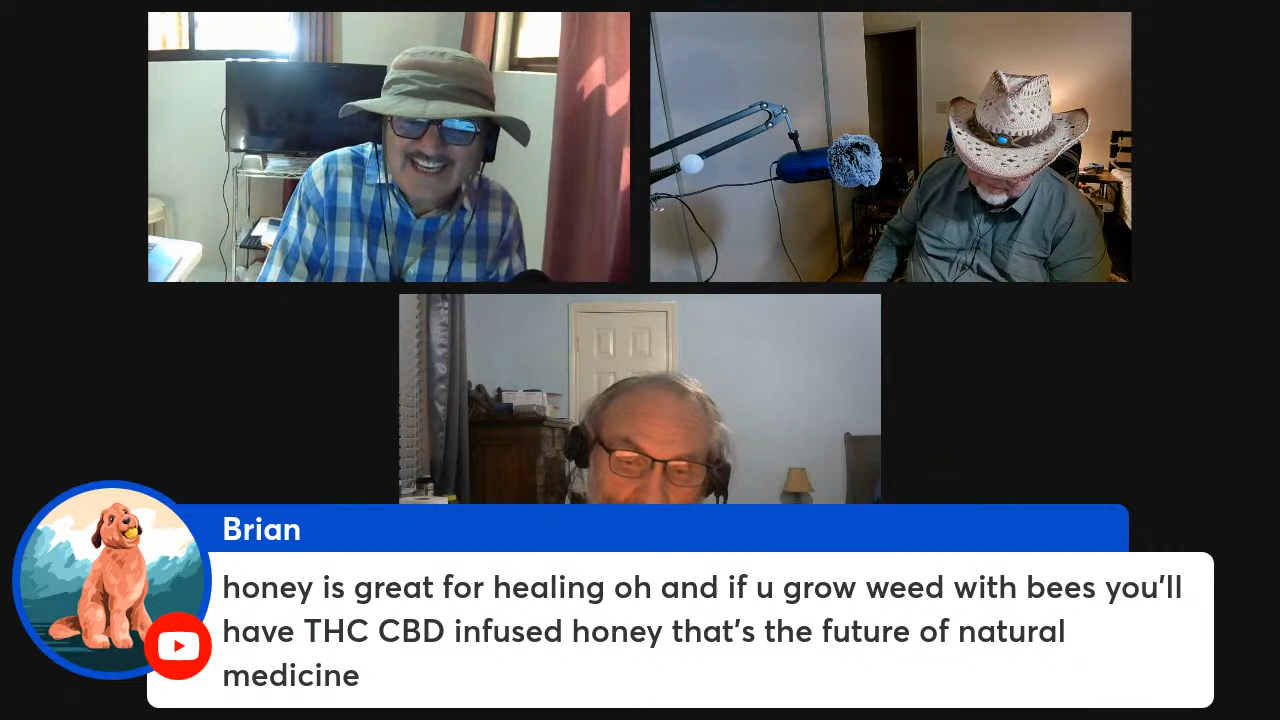 Brian
honey is great for healing oh and if u grow weed with bees you'll
have THC CBD infused honey that's the future of natural
medicine